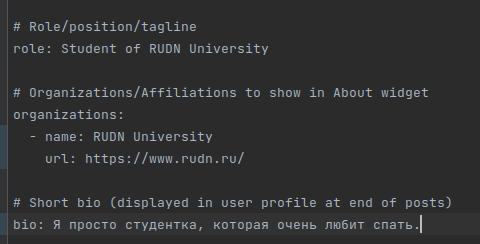 # Role/position/tagline
role: Student of RUDN University
# Organizations/Affiliations to show in About widget
organizations:
- name: RUDN University
url: https://www.rudn.ru/
# Short bio (displayed in user profile at end of posts)
bio: Я просто студентка, которая очень любит спать.